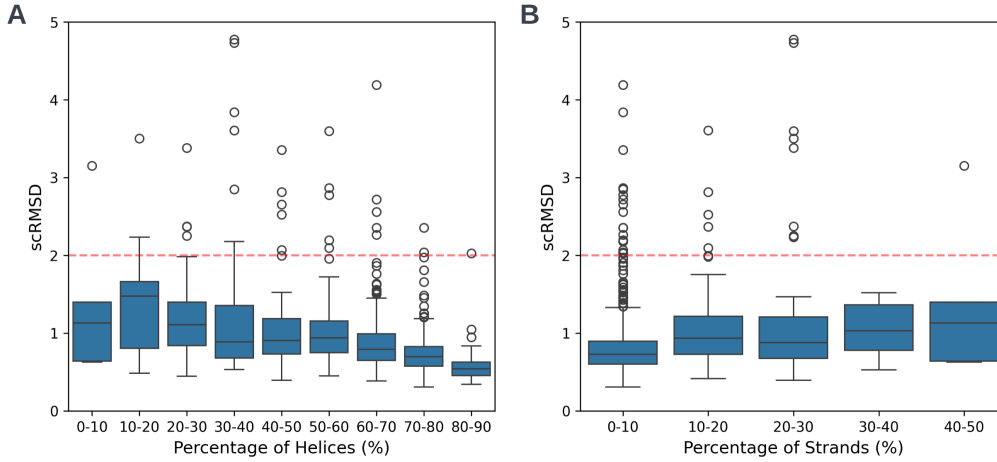 A
5
4
3
2
1
0
scRMSD
0-10 10-20 20-30 30-40 40-50 50-60 60-70 70-80 80-90
Percentage of Helices (%)
B
5
4
3
2
1
0
scRMSD
0-10 10-20 20-30 30-40 40-50
Percentage of Strands (%)